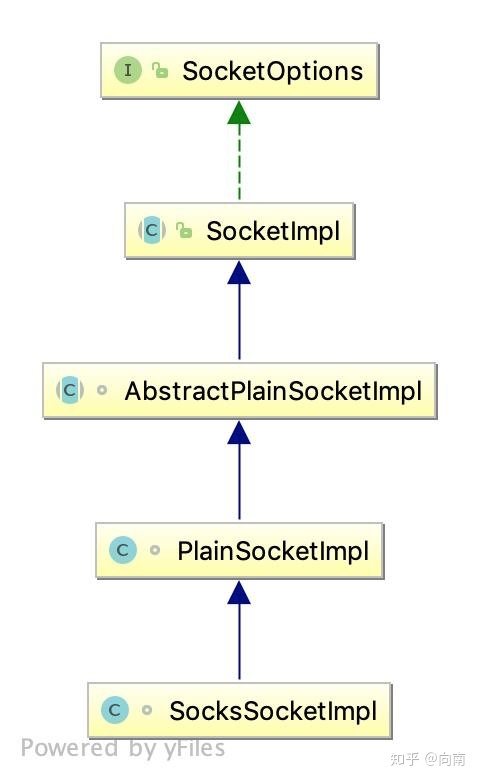 I SocketOptions
C SocketImpl
C AbstractPlainSocketImpl
C PlainSocketImpl
C SocksSocketImpl
Powered by yFiles
知乎 @向南